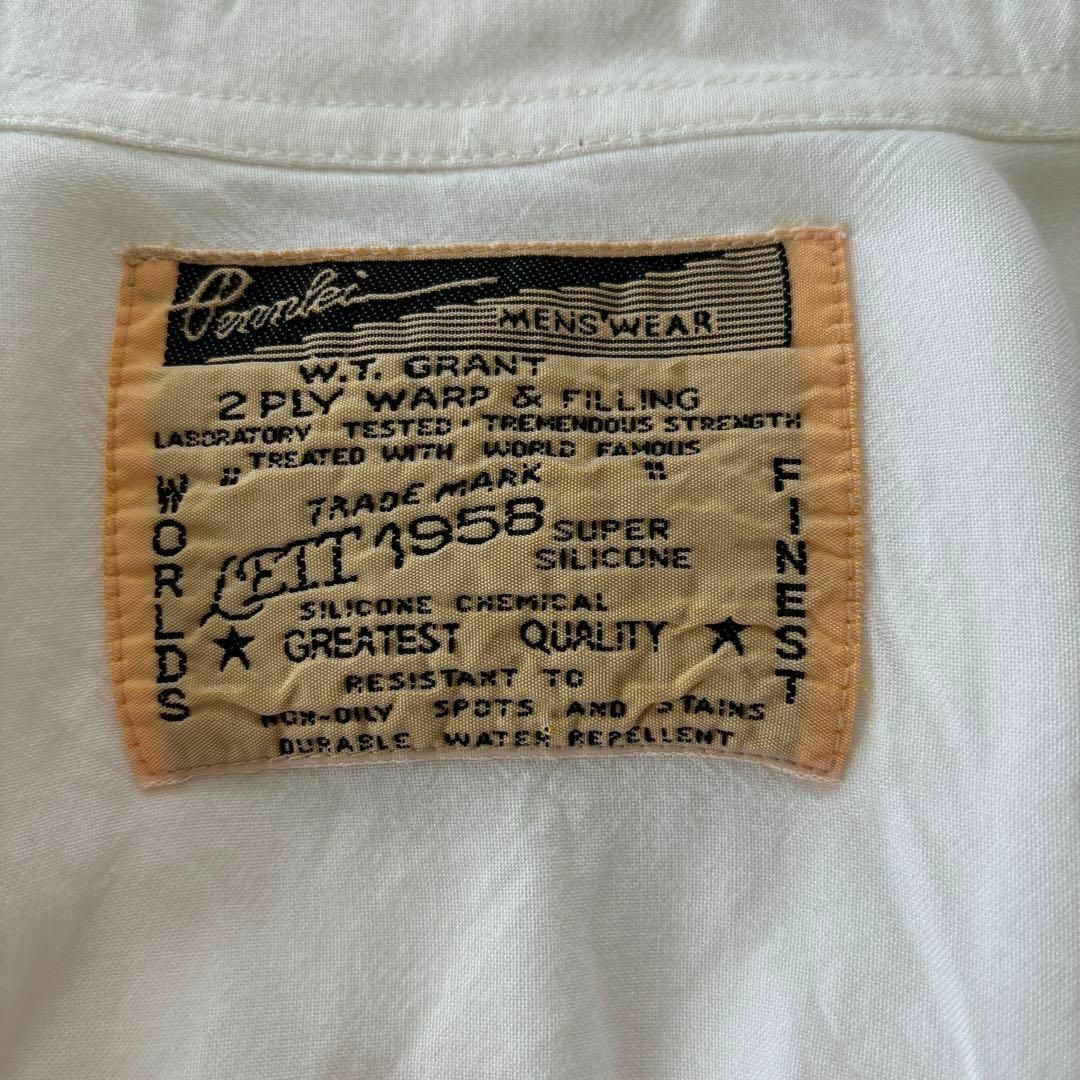 Pennlei
MENS' WEAR
W.T. GRANT
2 PLY WARP & FILLING
LABORATORY TESTED · TREMENDOUS STRENGTH
"TREATED WITH WORLD FAMOUS"
TRADE MARK
1958 SUPER
SILICONE
SILICONE CHEMICAL
★ GREATEST QUALITY ★
RESISTANT TO
NON-OILY SPOTS AND STAINS
DURABLE WATER REPELLENT
WORLDS
FINEST